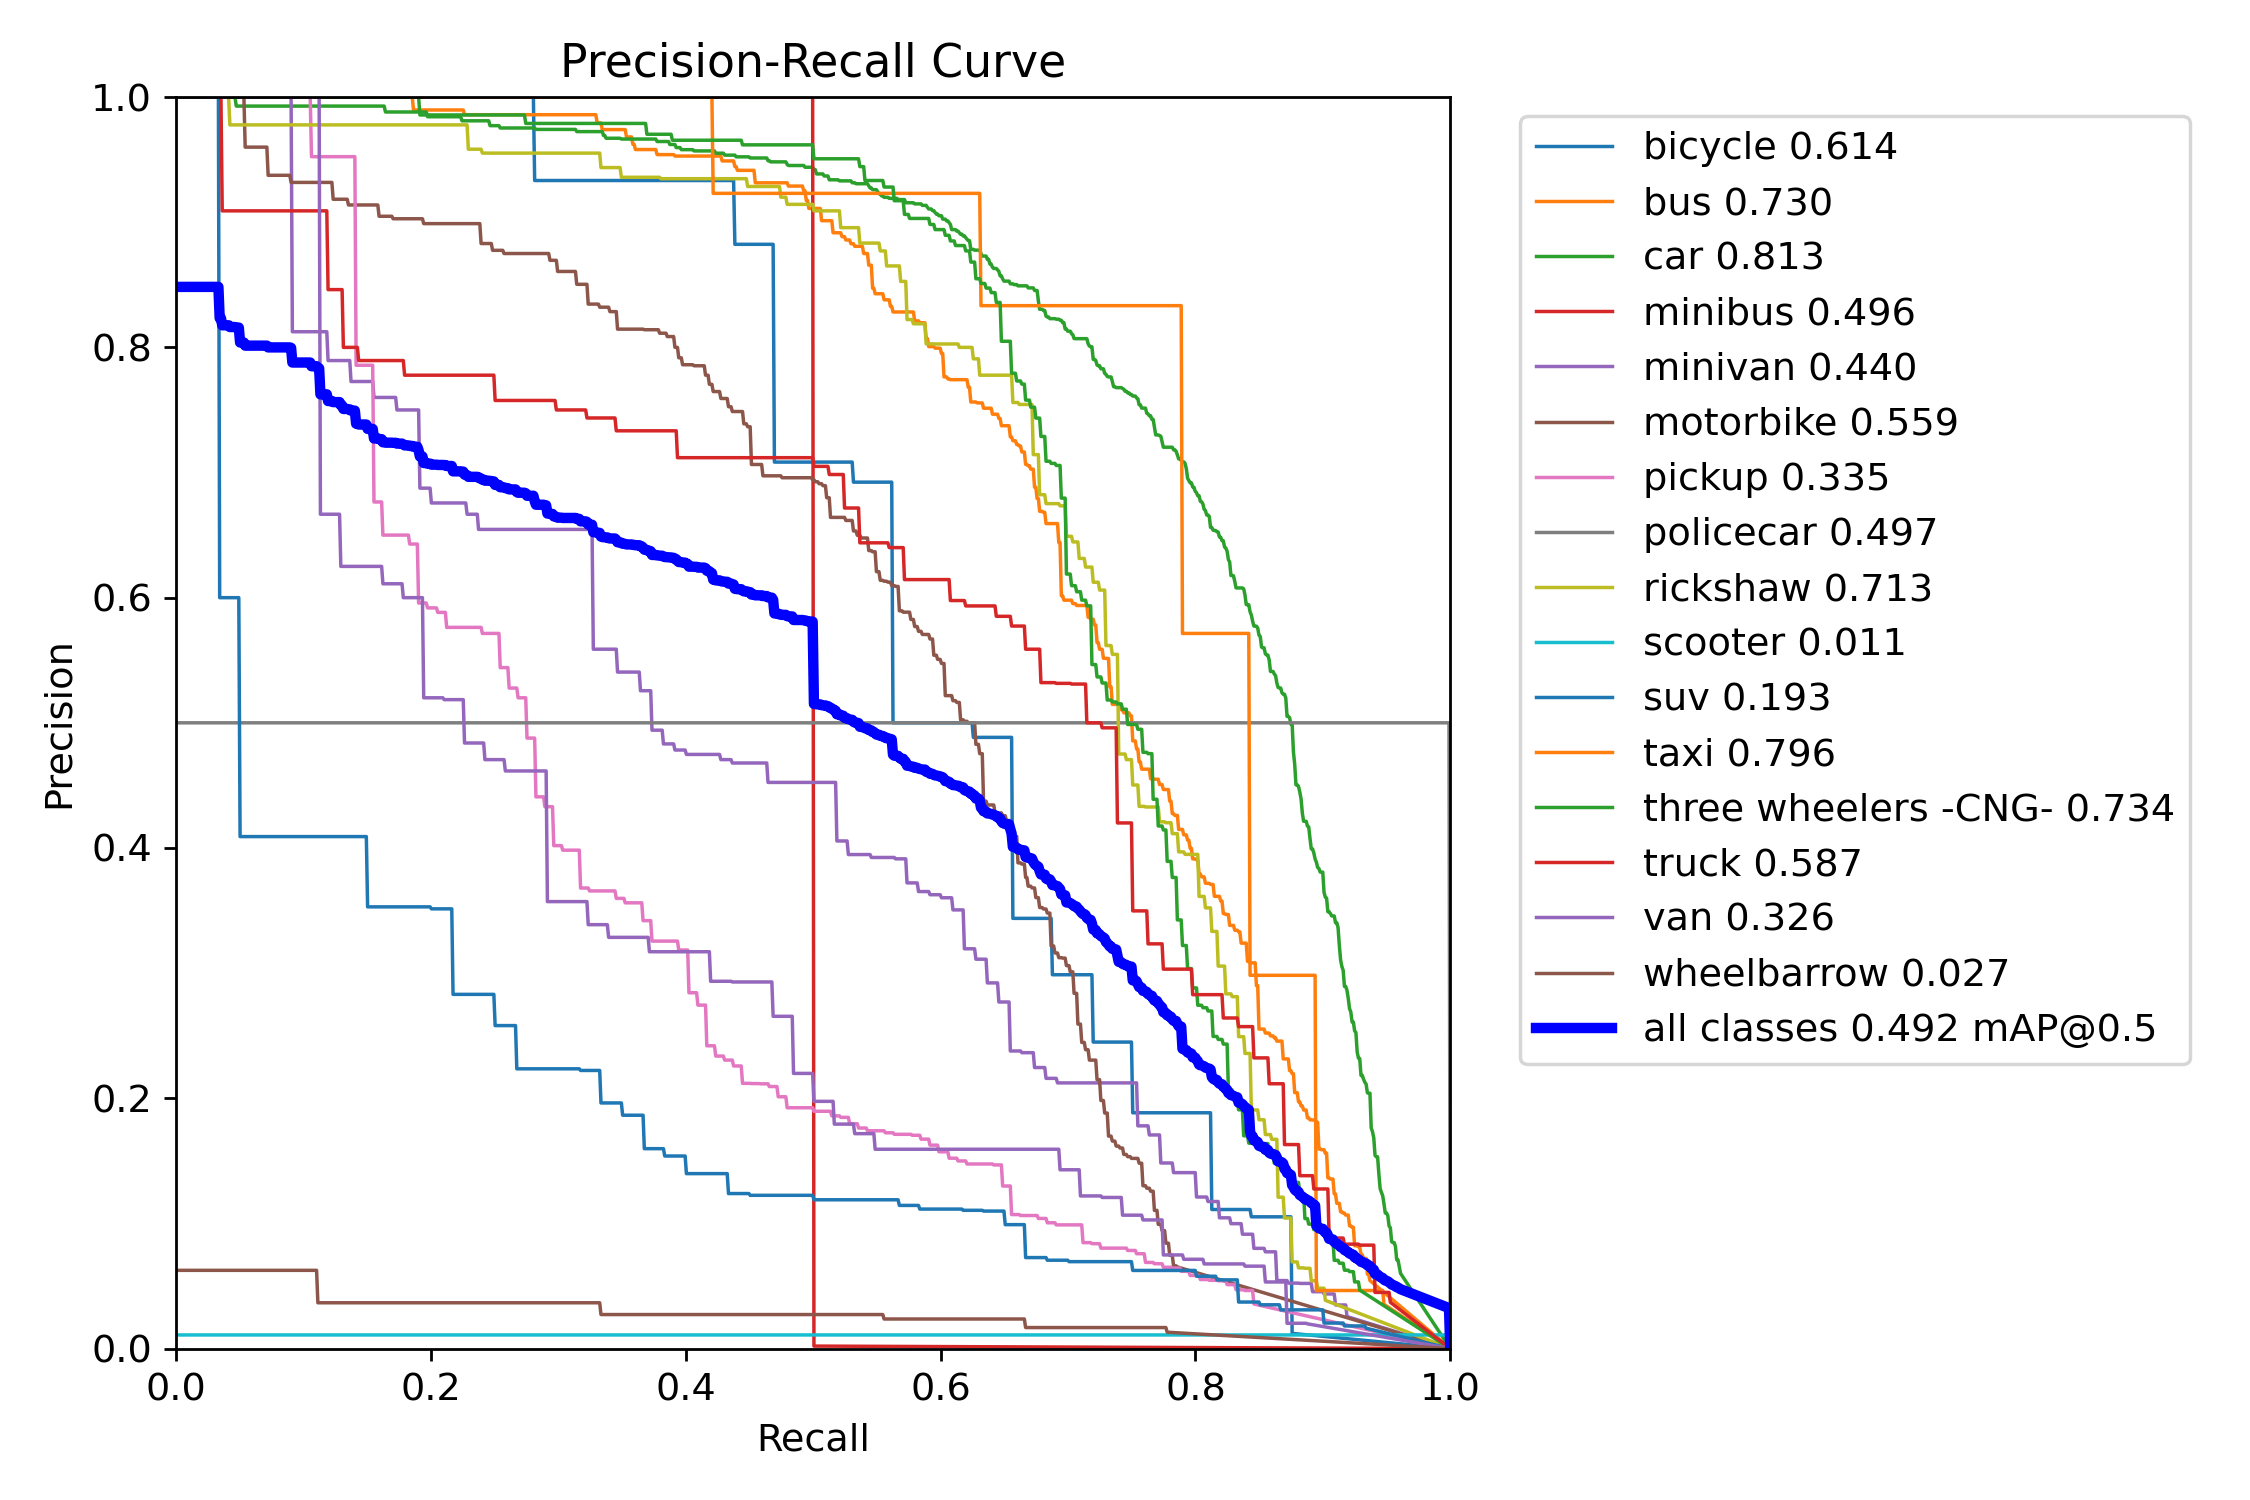 Precision-Recall Curve
1.0
0.8
0.6
0.4
0.2
0.0
Precision
0.0 0.2 0.4 0.6 0.8 1.0
Recall
bicycle 0.614
bus 0.730
car 0.813
minibus 0.496
minivan 0.440
motorbike 0.559
pickup 0.335
policecar 0.497
rickshaw 0.713
scooter 0.011
suv 0.193
taxi 0.796
three wheelers -CNG- 0.734
truck 0.587
van 0.326
wheelbarrow 0.027
all classes 0.492 mAP@0.5